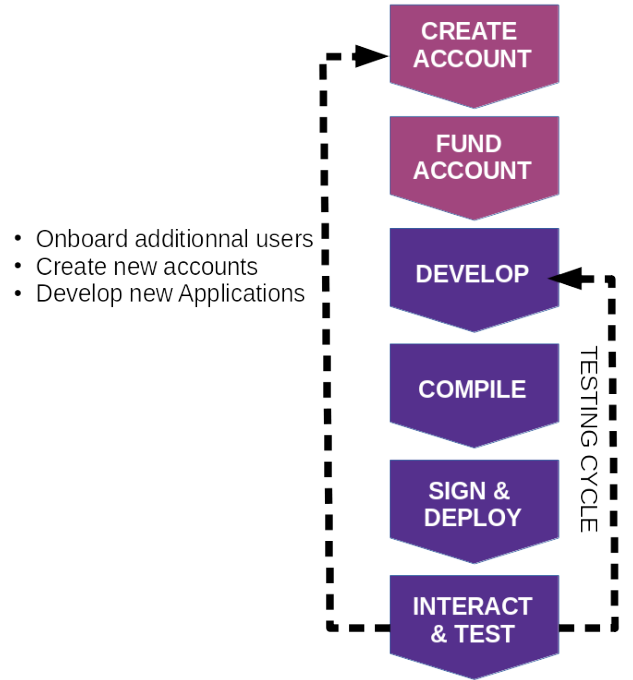 CREATE
ACCOUNT
FUND
ACCOUNT
• Onboard additionnal users
• Create new accounts
• Develop new Applications
DEVELOP
COMPILE
TESTING CYCLE
SIGN &
DEPLOY
INTERACT
& TEST